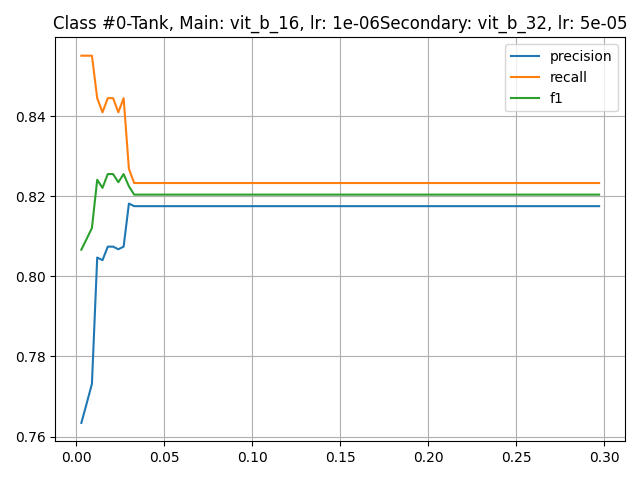 Class #0-Tank, Main: vit_b_16, lr: 1e-06Secondary: vit_b_32, lr: 5e-05
precision
recall
f1
0.84
0.82
0.80
0.78
0.76
0.00 0.05 0.10 0.15 0.20 0.25 0.30